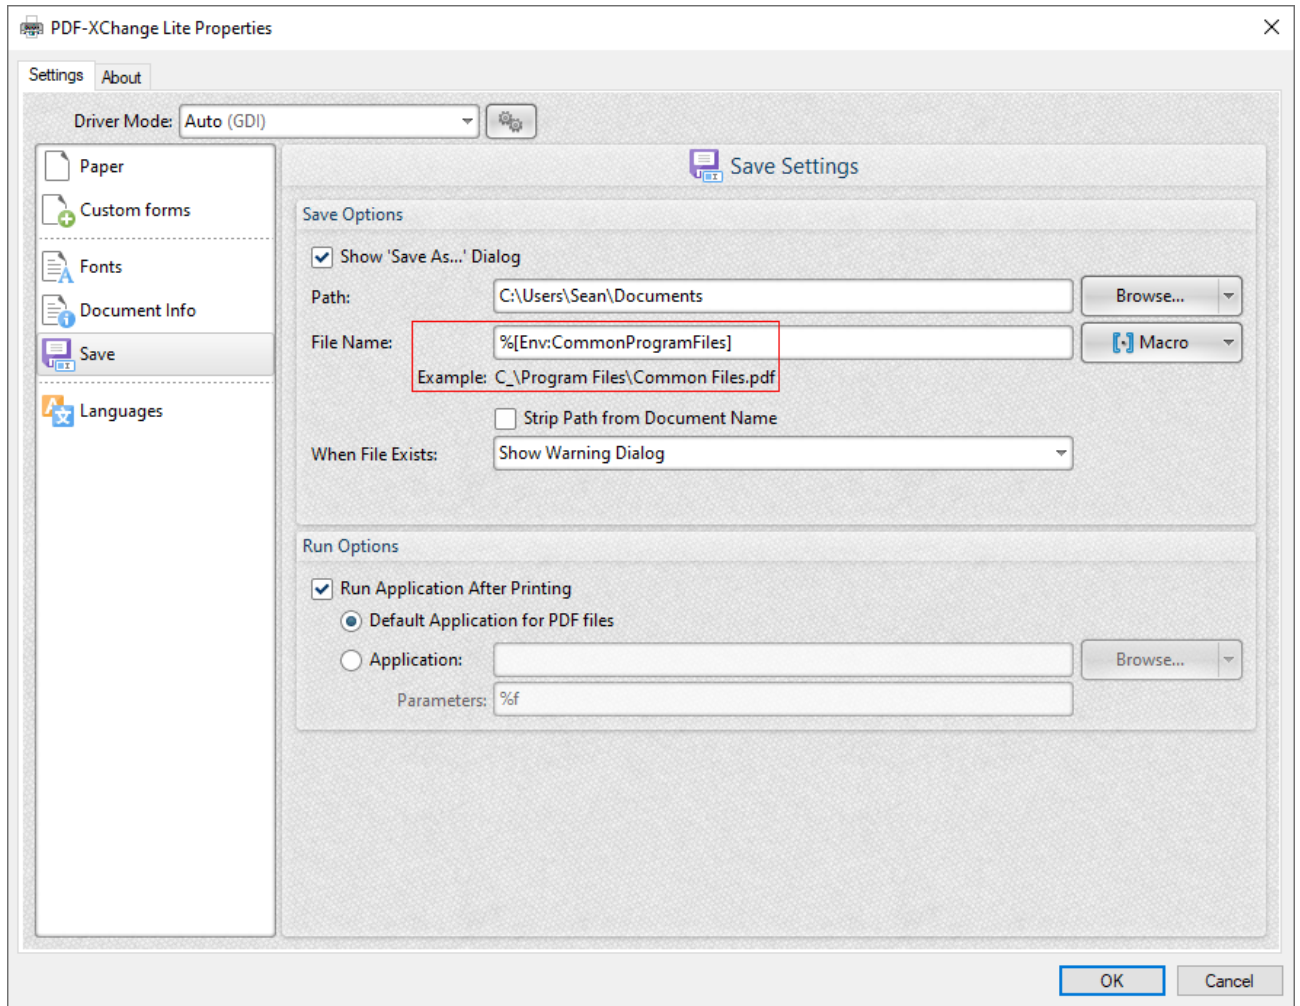 PDF-XChange Lite Properties
Settings About
Driver Mode: Auto (GDI)
Paper
Custom forms
Fonts
Document Info
Save
Languages
Save Settings
Save Options
Show 'Save As...' Dialog
Path: C:\Users\Sean\Documents Browse...
File Name: %[Env:CommonProgramFiles] Macro
Example: C_\Program Files\Common Files.pdf
Strip Path from Document Name
When File Exists: Show Warning Dialog
Run Options
Run Application After Printing
Default Application for PDF files
Application: Browse...
Parameters: %f
OK Cancel